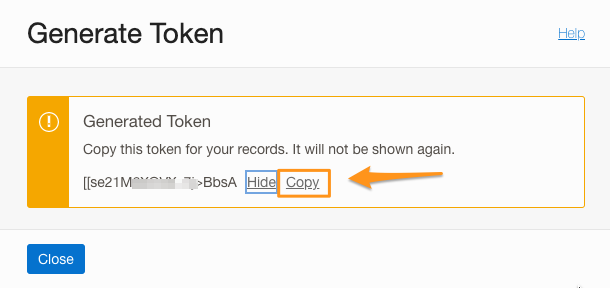 Generate Token
Help
Generated Token
Copy this token for your records. It will not be shown again.
[[se21M >BbsA Hide Copy
Close